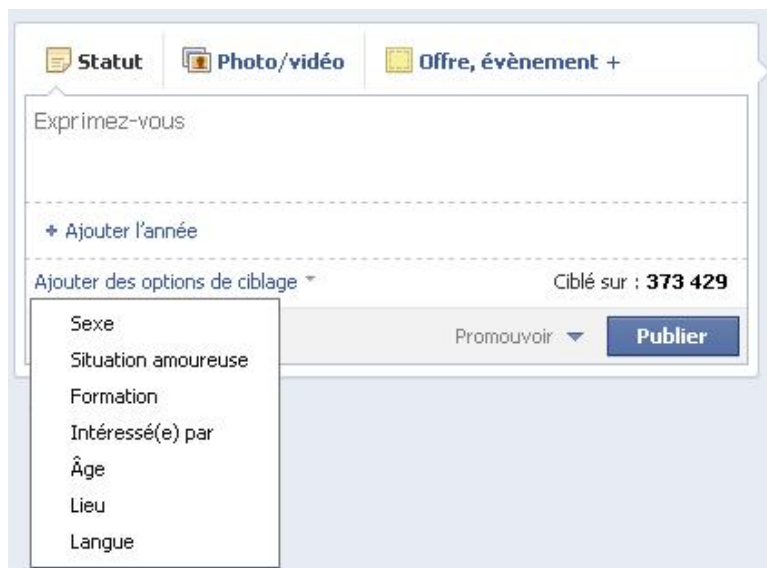 Statut Photo/vidéo Offre, évènement +
Exprimez-vous
+ Ajouter l'année
Ajouter des options de ciblage Ciblé sur : 373 429
Promouvoir Publier
Sexe
Situation amoureuse
Formation
Intéressé(e) par
Âge
Lieu
Langue